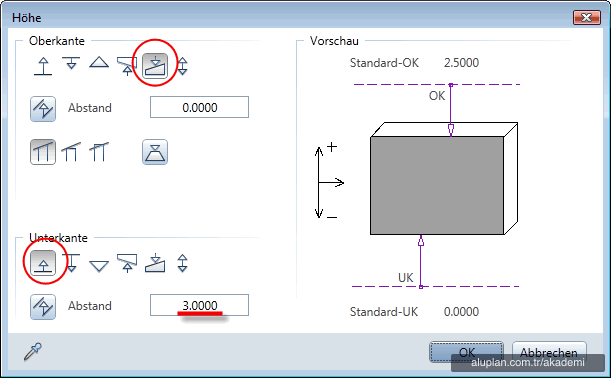 Höhe
Oberkante
Abstand 0.0000
Unterkante
Abstand 3.0000
Vorschau
Standard-OK 2.5000
OK
+
−
UK
Standard-UK 0.0000
OK Abbrechen
aluplan.com.tr/akademi